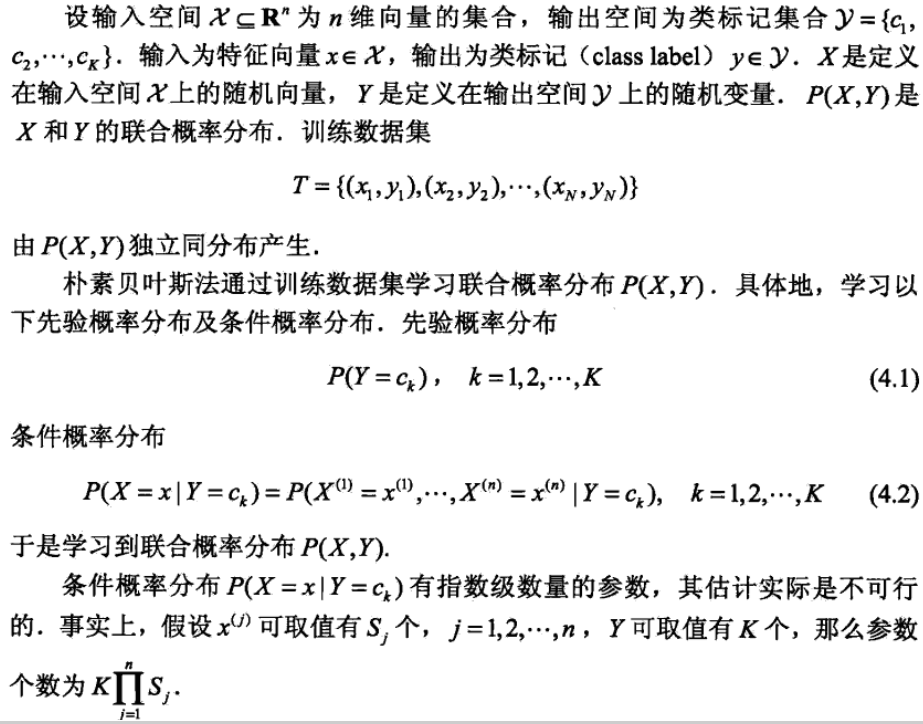 设输入空间 𝒳 ⊆ Rⁿ 为 n 维向量的集合，输出空间为类标记集合 𝒴 = {c₁,
c₂,⋯,c_K}．输入为特征向量 x ∈ 𝒳，输出为类标记（class label）y ∈ 𝒴．X 是定义
在输入空间 𝒳 上的随机向量，Y 是定义在输出空间 𝒴 上的随机变量．P(X,Y) 是
X 和 Y 的联合概率分布．训练数据集
T = {(x₁,y₁),(x₂,y₂),⋯,(x_N,y_N)}
由 P(X,Y) 独立同分布产生．
朴素贝叶斯法通过训练数据集学习联合概率分布 P(X,Y)．具体地，学习以
下先验概率分布及条件概率分布．先验概率分布
P(Y = c_k)，k = 1,2,⋯,K (4.1)
条件概率分布
P(X = x | Y = c_k) = P(X⁽¹⁾ = x⁽¹⁾,⋯,X⁽ⁿ⁾ = x⁽ⁿ⁾ | Y = c_k), k = 1,2,⋯,K (4.2)
于是学习到联合概率分布 P(X,Y).
条件概率分布 P(X = x | Y = c_k) 有指数级数量的参数，其估计实际是不可行
的．事实上，假设 x⁽ʲ⁾ 可取值有 S_j 个，j = 1,2,⋯,n，Y 可取值有 K 个，那么参数
个数为 K∏_{j=1}^{n} S_j．